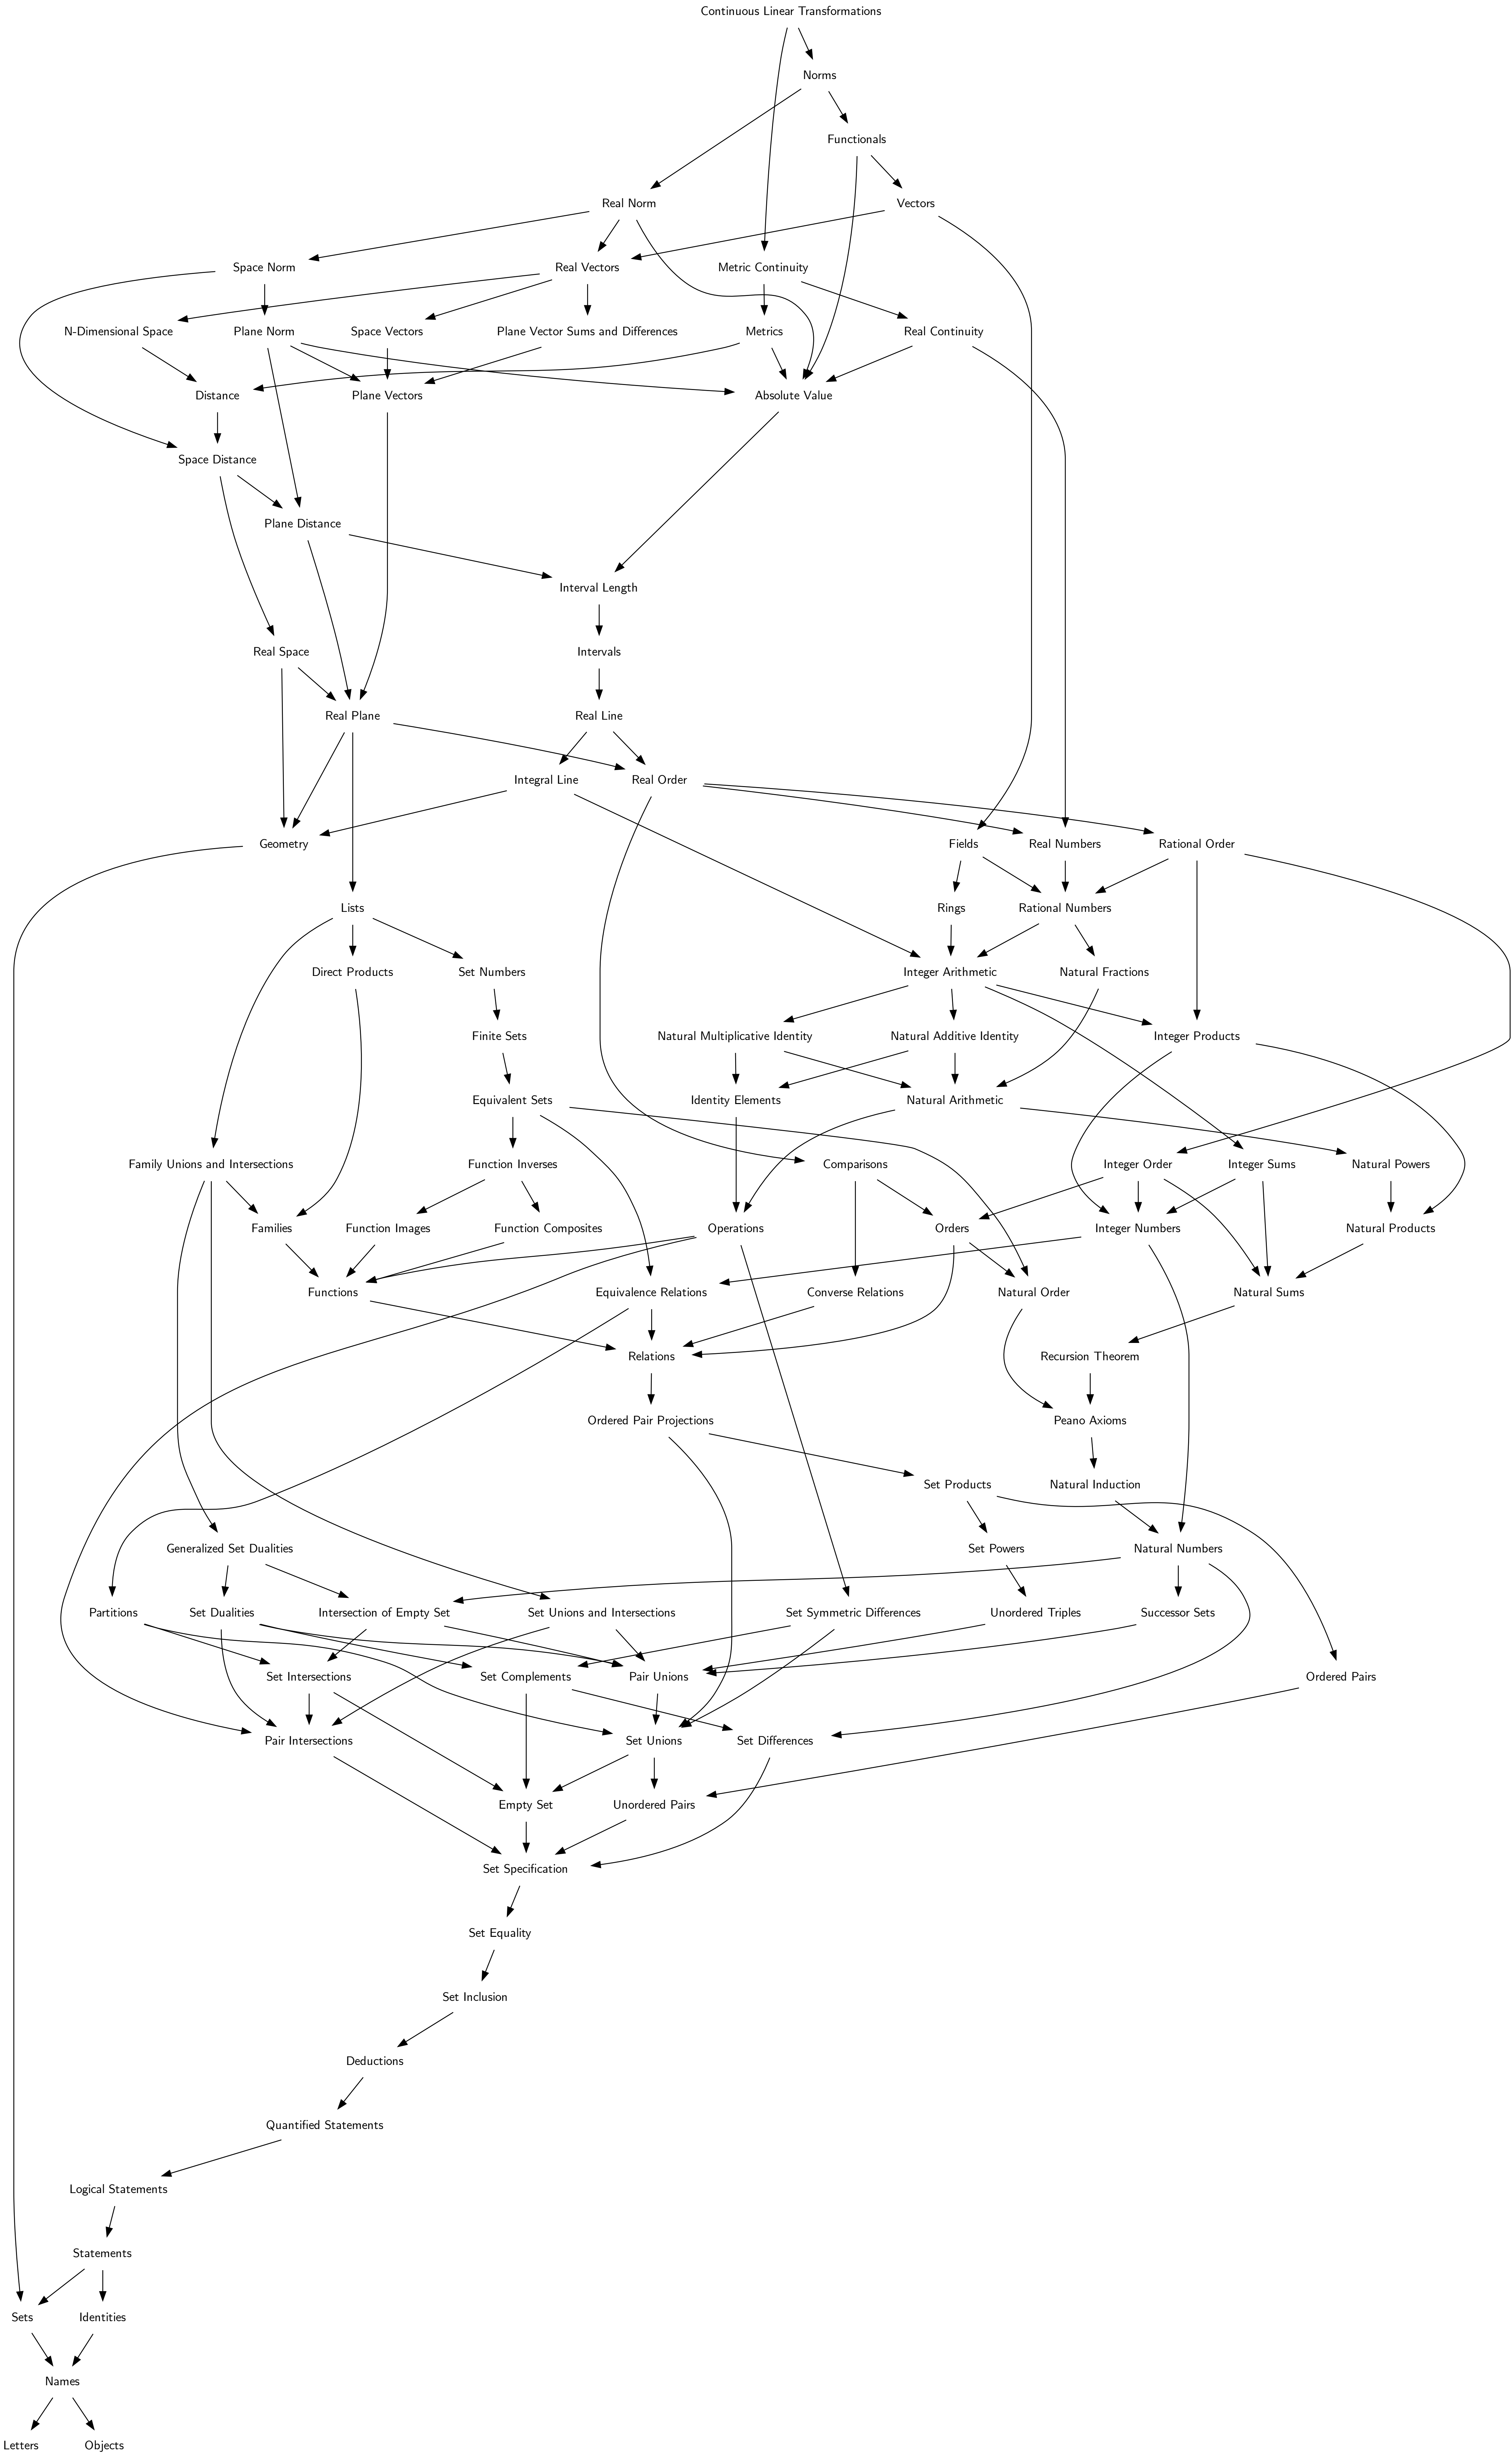 Continuous Linear Transformations
Norms
Functionals
Real Norm
Vectors
Space Norm
Real Vectors
Metric Continuity
N-Dimensional Space
Plane Norm
Space Vectors
Plane Vector Sums and Differences
Metrics
Real Continuity
Distance
Plane Vectors
Absolute Value
Space Distance
Plane Distance
Interval Length
Real Space
Intervals
Real Plane
Real Line
Integral Line
Real Order
Geometry
Fields
Real Numbers
Rational Order
Lists
Rings
Rational Numbers
Direct Products
Set Numbers
Integer Arithmetic
Natural Fractions
Finite Sets
Natural Multiplicative Identity
Natural Additive Identity
Integer Products
Equivalent Sets
Identity Elements
Natural Arithmetic
Family Unions and Intersections
Function Inverses
Comparisons
Integer Order
Integer Sums
Natural Powers
Families
Function Images
Function Composites
Operations
Orders
Integer Numbers
Natural Products
Functions
Equivalence Relations
Converse Relations
Natural Order
Natural Sums
Relations
Recursion Theorem
Ordered Pair Projections
Peano Axioms
Set Products
Natural Induction
Generalized Set Dualities
Set Powers
Natural Numbers
Partitions
Set Dualities
Intersection of Empty Set
Set Unions and Intersections
Set Symmetric Differences
Unordered Triples
Successor Sets
Set Intersections
Set Complements
Pair Unions
Ordered Pairs
Pair Intersections
Set Unions
Set Differences
Empty Set
Unordered Pairs
Set Specification
Set Equality
Set Inclusion
Deductions
Quantified Statements
Logical Statements
Statements
Sets
Identities
Names
Letters
Objects